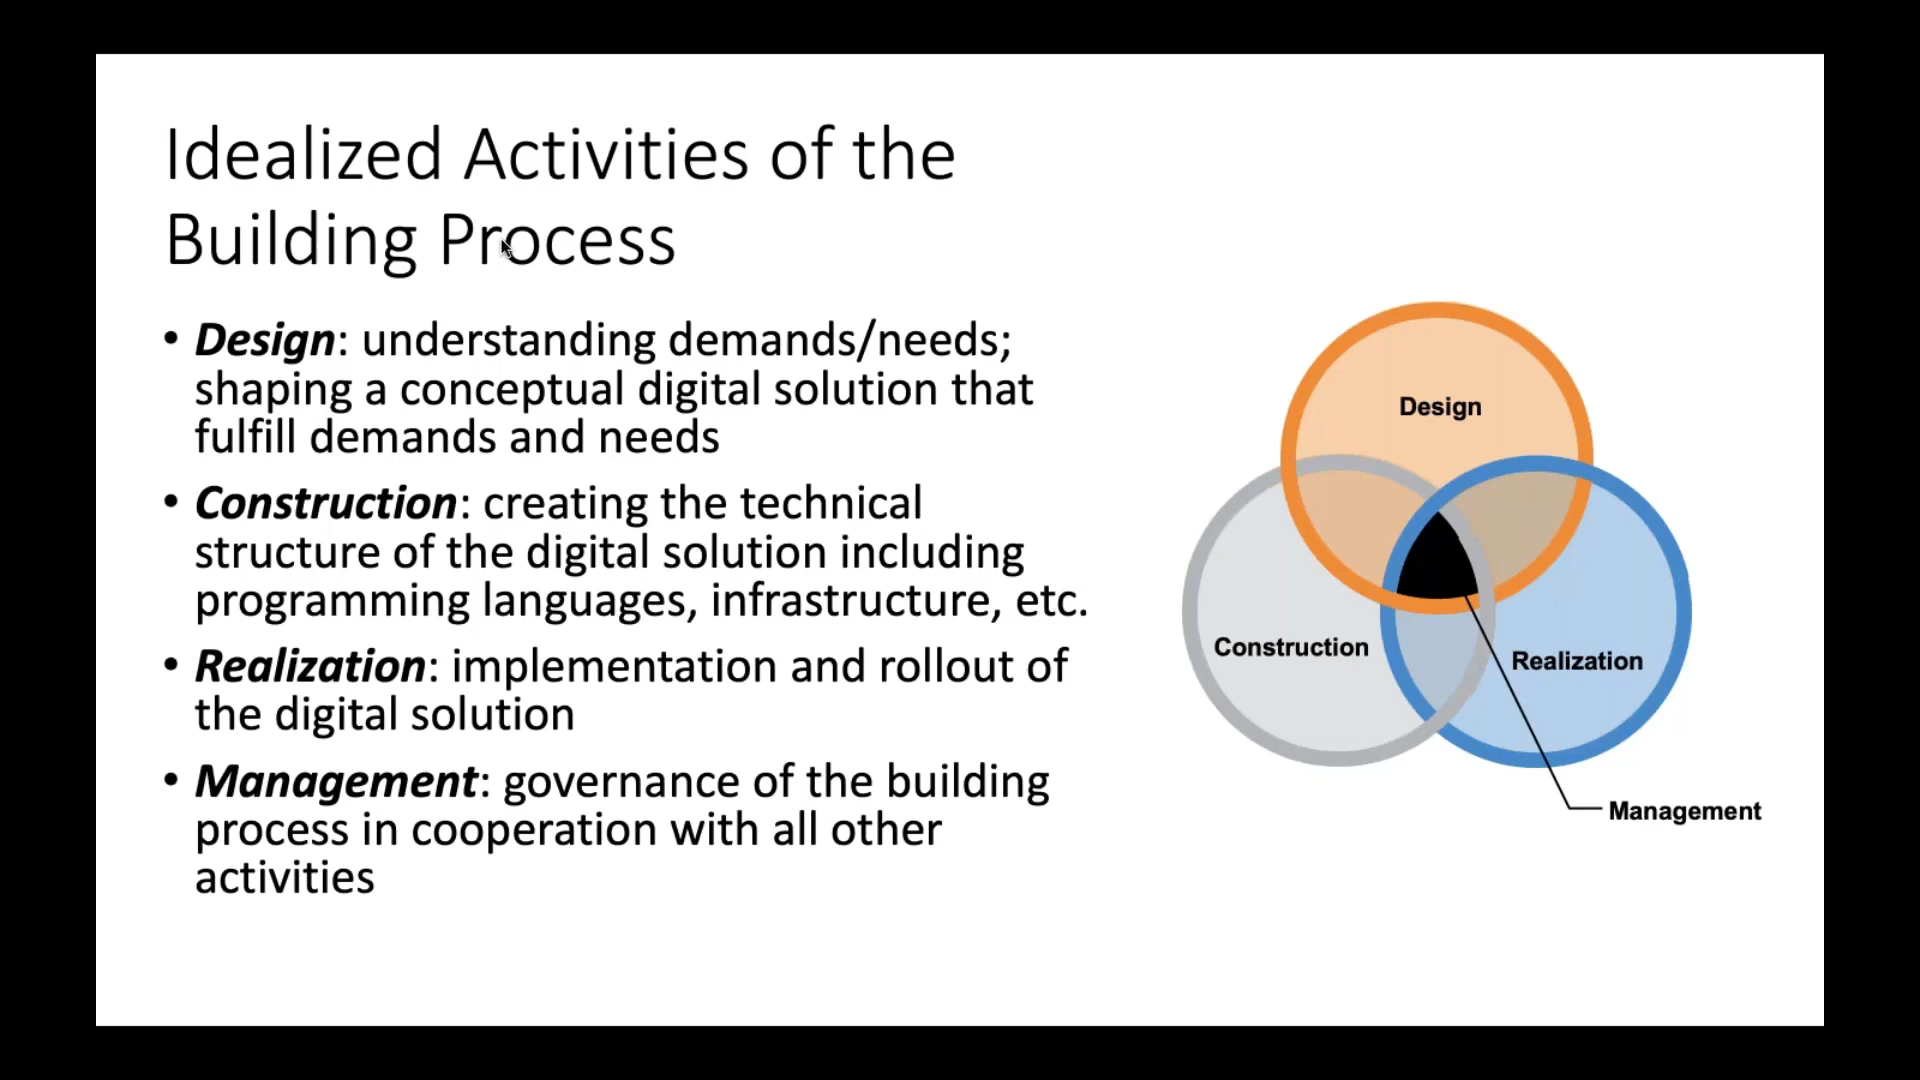 Idealized Activities of the
Building Process
• Design: understanding demands/needs;
shaping a conceptual digital solution that
fulfill demands and needs
• Construction: creating the technical
structure of the digital solution including
programming languages, infrastructure, etc.
• Realization: implementation and rollout of
the digital solution
• Management: governance of the building
process in cooperation with all other
activities
Design
Construction
Realization
Management